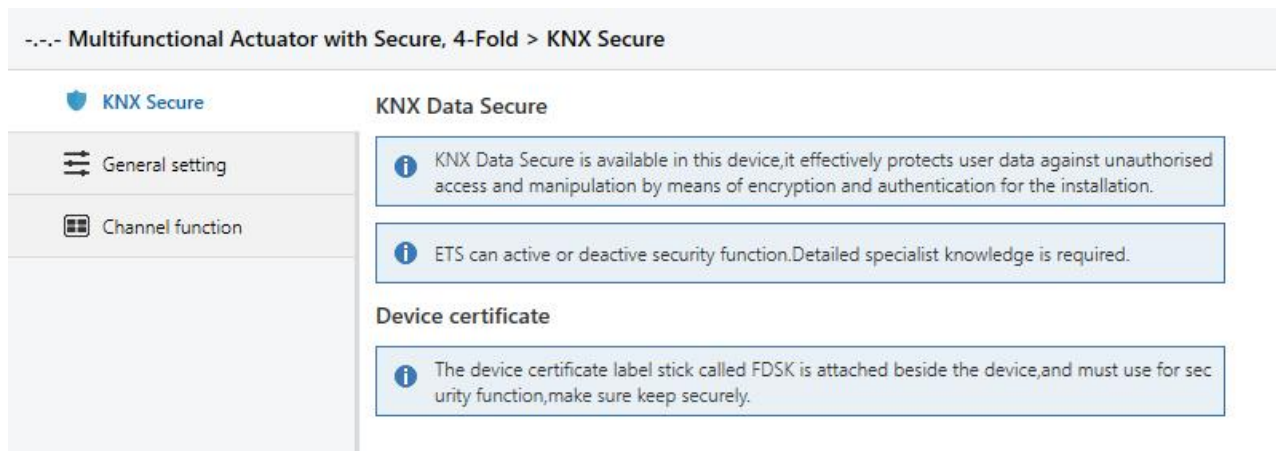 -.-.- Multifunctional Actuator with Secure, 4-Fold > KNX Secure
KNX Secure
General setting
Channel function
KNX Data Secure
KNX Data Secure is available in this device,it effectively protects user data against unauthorised
access and manipulation by means of encryption and authentication for the installation.
ETS can active or deactive security function.Detailed specialist knowledge is required.
Device certificate
The device certificate label stick called FDSK is attached beside the device,and must use for sec
urity function,make sure keep securely.